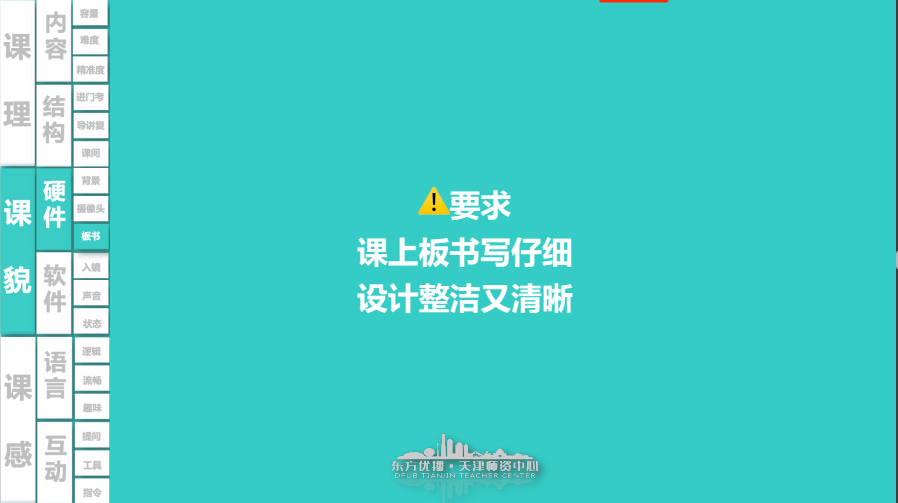 课理
内容
容量
难度
精准度
结构
进门考
导讲复
课间
课貌
硬件
背景
摄像头
板书
软件
入镜
声音
状态
课感
语言
逻辑
流畅
趣味
互动
提问
工具
指令
要求
课上板书写仔细
设计整洁又清晰
东方优播·天津师资中心
DFUB TIANJIN TEACHER CENTER